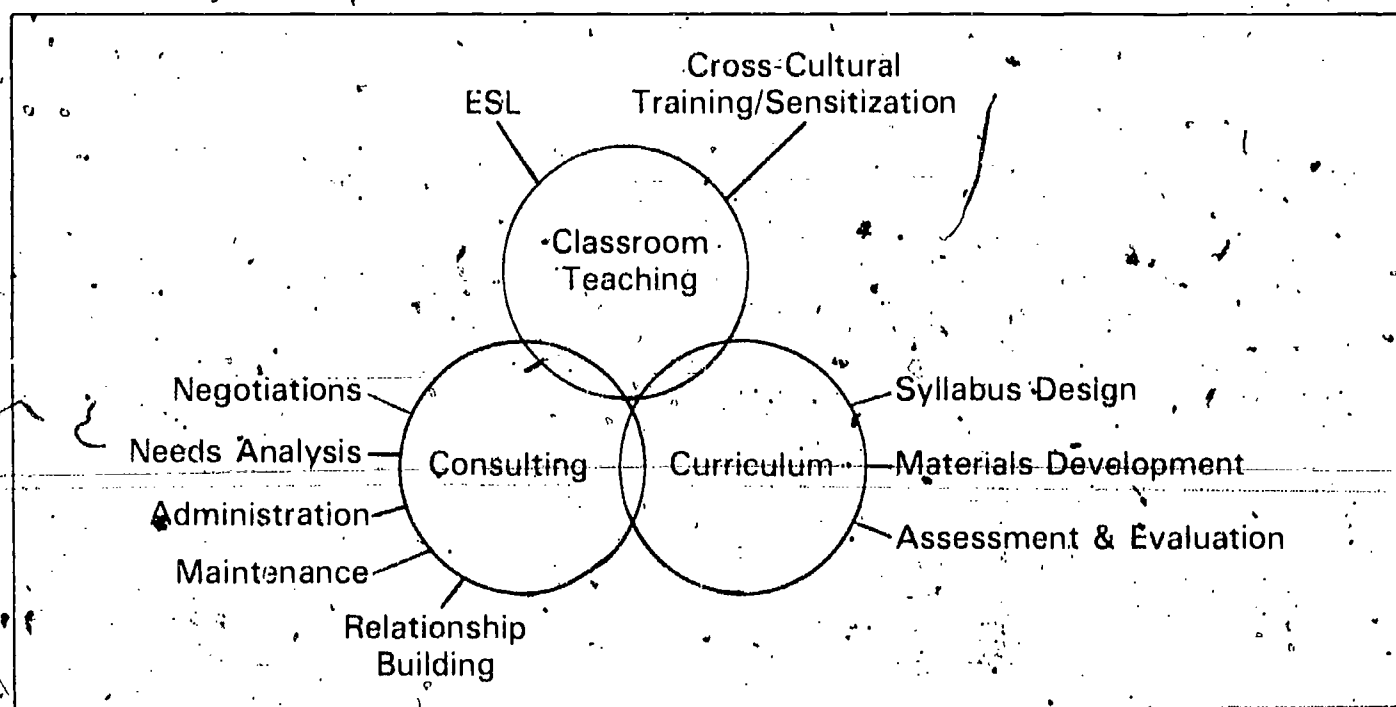 Cross-Cultural
Training/Sensitization
ESL
Classroom
Teaching
Negotiations
Needs Analysis
Administration
Maintenance
Relationship
Building
Consulting
Curriculum
Syllabus Design
Materials Development
Assessment & Evaluation